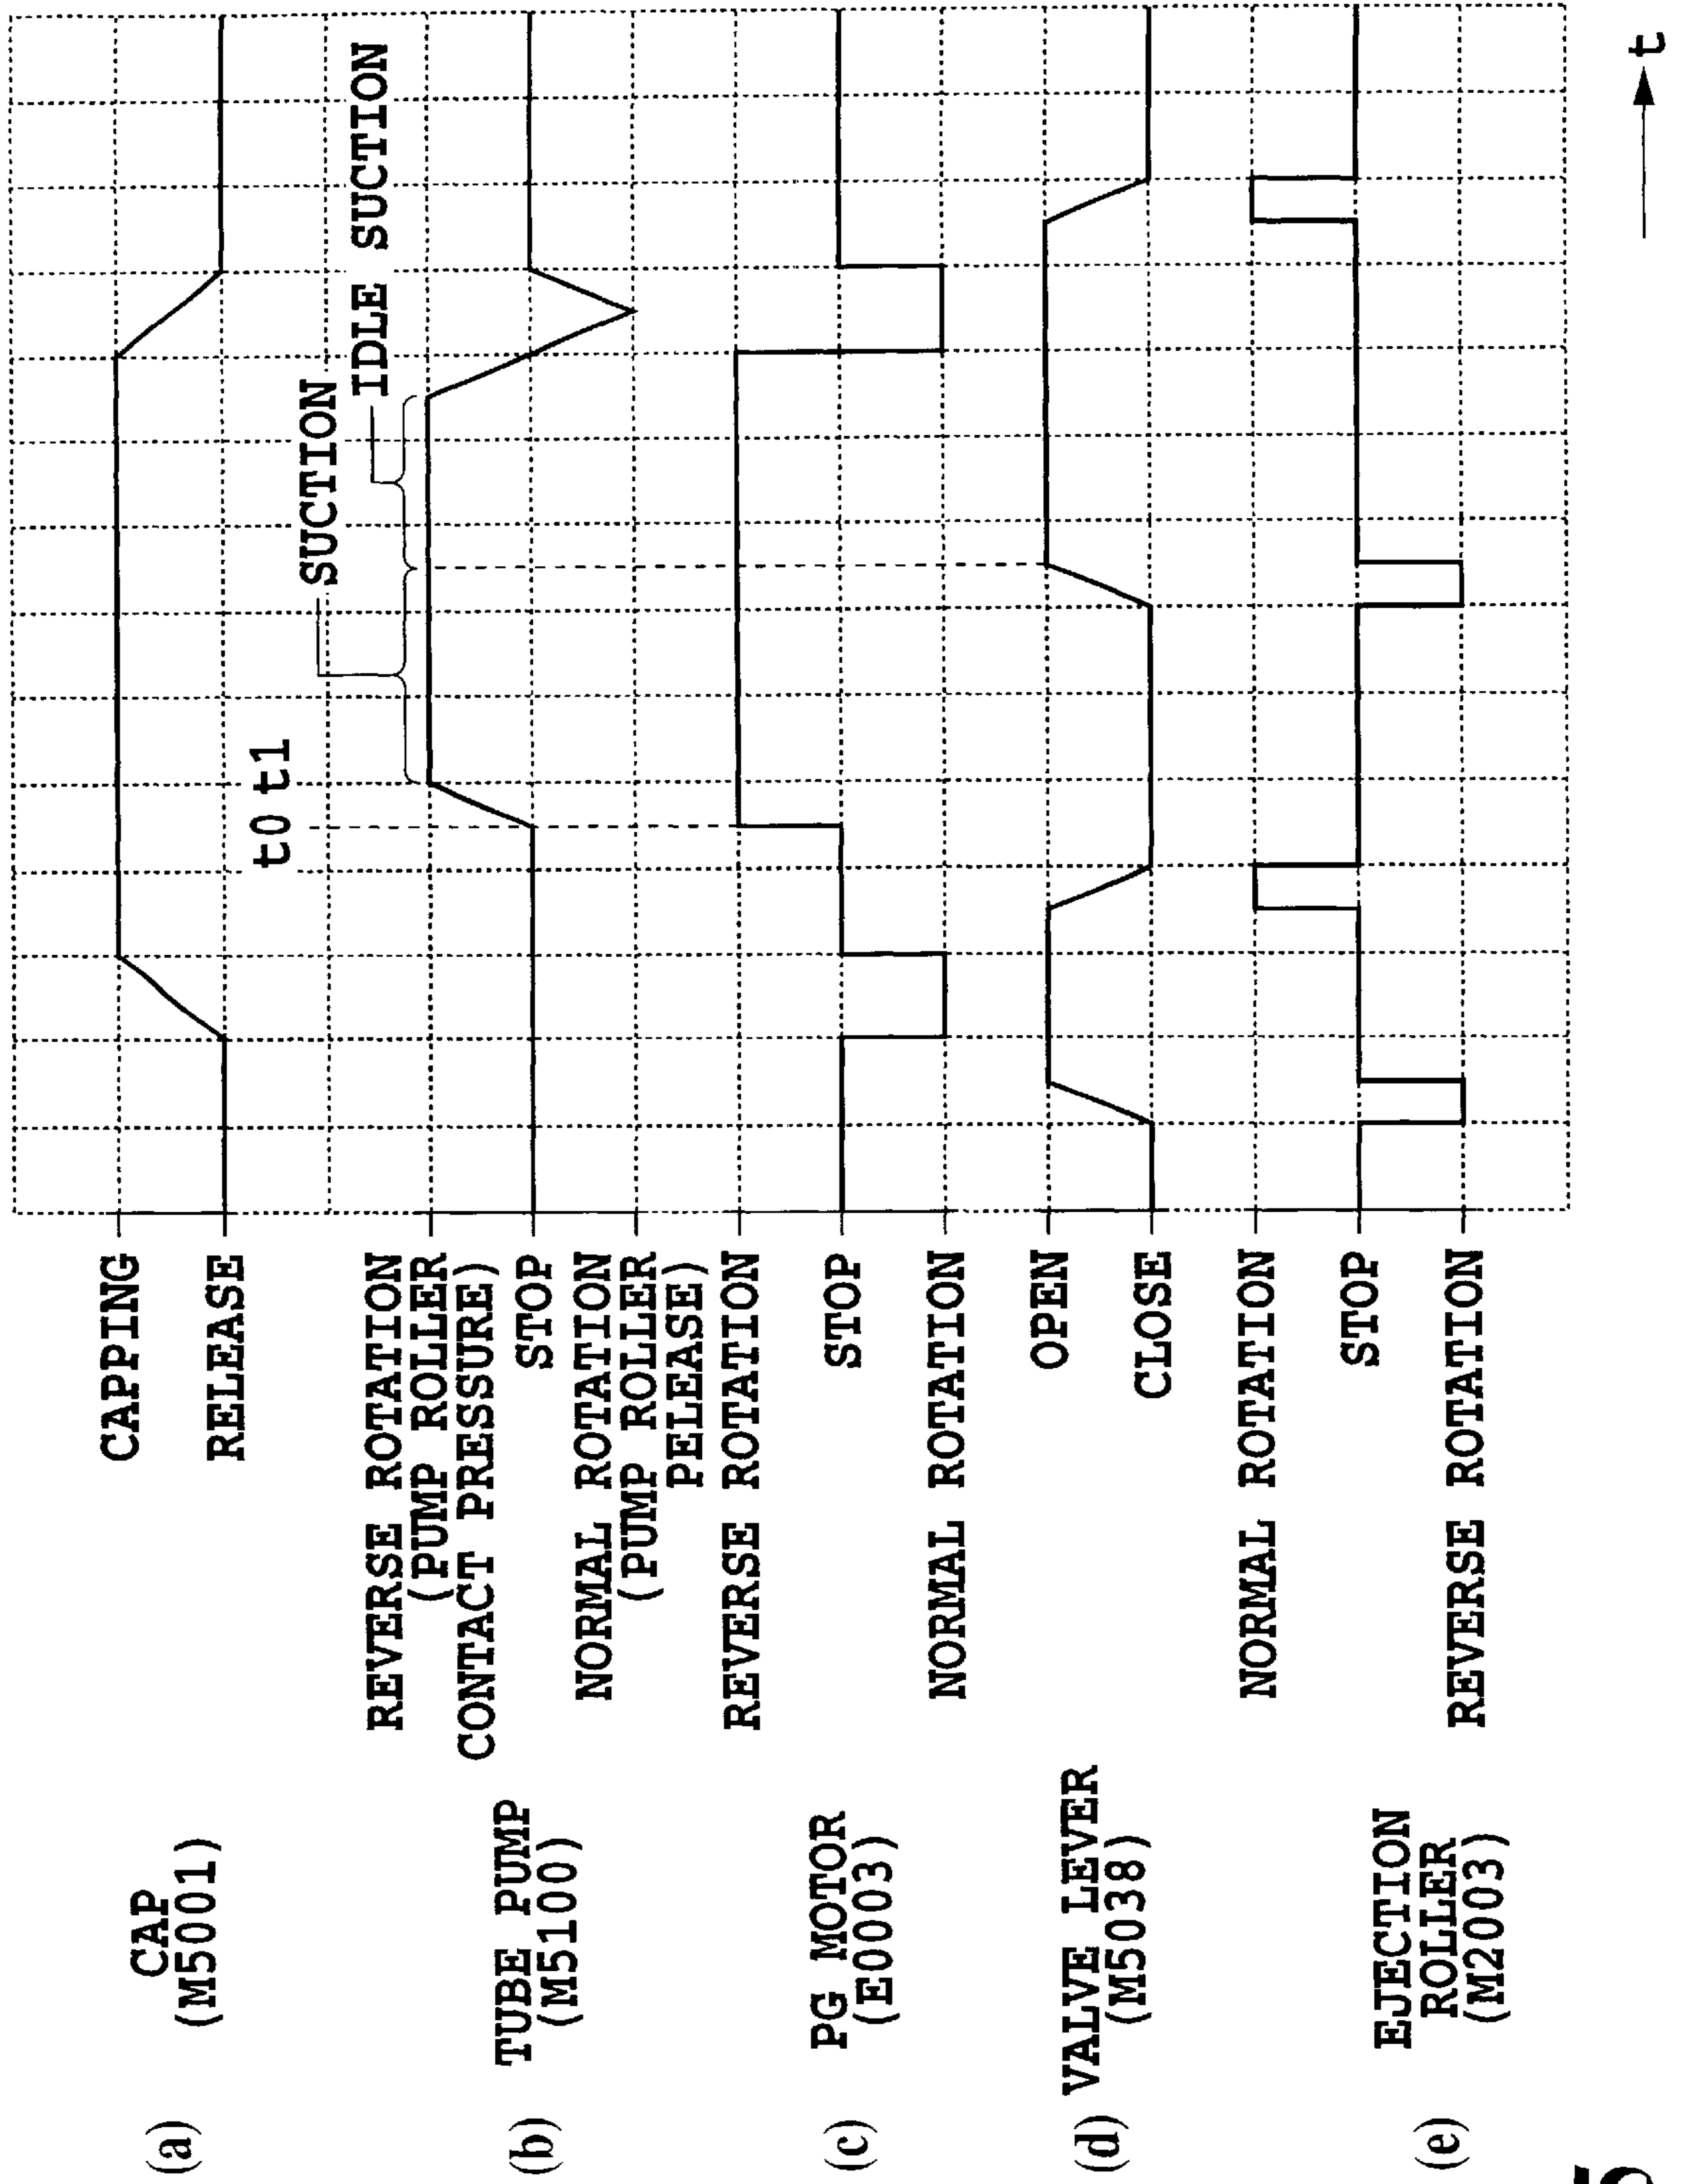 (a) CAP
(M5001)
CAPPING
RELEASE
t0 t1
SUCTION
IDLE SUCTION
(b) TUBE PUMP
(M5100)
REVERSE ROTATION
(PUMP ROLLER
CONTACT PRESSURE)
STOP
NORMAL ROTATION
(PUMP ROLLER
PELEASE)
(c) PG MOTOR
(E0003)
REVERSE ROTATION
STOP
NORMAL ROTATION
(d) VALVE LEVER
(M5038)
OPEN
CLOSE
(e) EJECTION
ROLLER
(M2003)
NORMAL ROTATION
STOP
REVERSE ROTATION
t